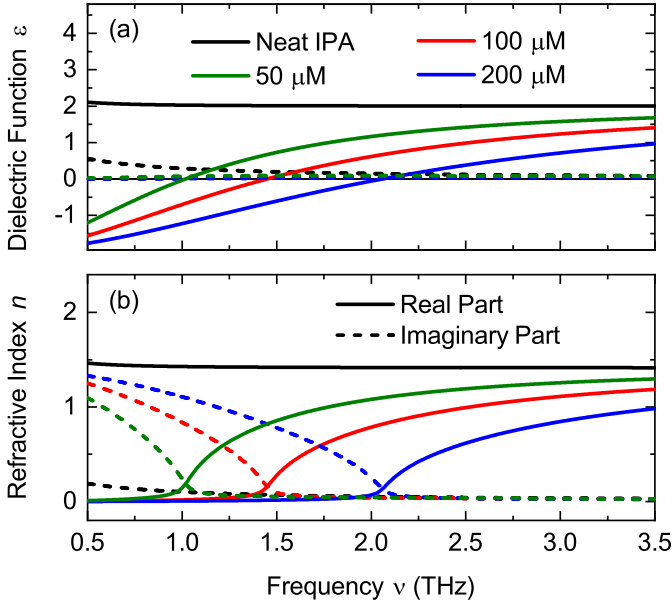 (a)
Neat IPA
100 μM
50 μM
200 μM
Dielectric Function ε
4
3
2
1
0
-1
(b)
Real Part
Imaginary Part
Refractive Index n
2
1
0
0.5 1.0 1.5 2.0 2.5 3.0 3.5
Frequency ν (THz)